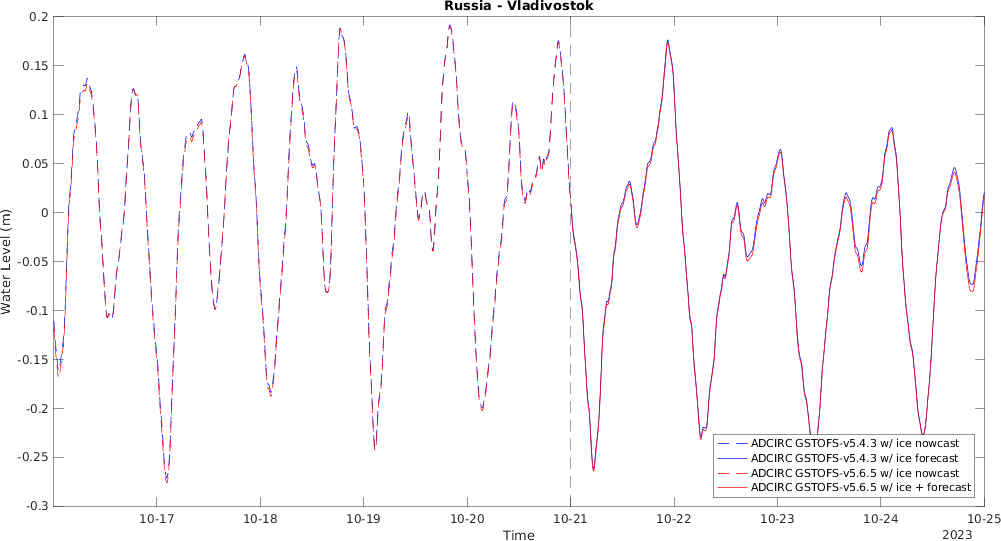 Russia - Vladivostok
0.2
0.15
0.1
0.05
0
-0.05
-0.1
-0.15
-0.2
-0.25
-0.3
Water Level (m)
ADCIRC GSTOFS-v5.4.3 w/ ice nowcast
ADCIRC GSTOFS-v5.4.3 w/ ice forecast
ADCIRC GSTOFS-v5.6.5 w/ ice nowcast
ADCIRC GSTOFS-v5.6.5 w/ ice + forecast
10-17 10-18 10-19 10-20 10-21 10-22 10-23 10-24 10-25
Time
2023